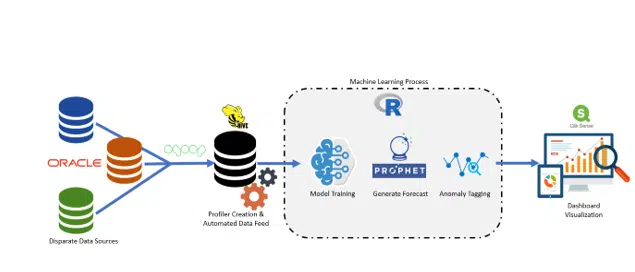 Machine Learning Process
R
HIVE
Qlik Sense
ORACLE
sqoop
PROPHET
Model Training
Generate Forecast
Anomaly Tagging
Dashboard
Visualization
Profiler Creation &
Automated Data Feed
Disparate Data Sources